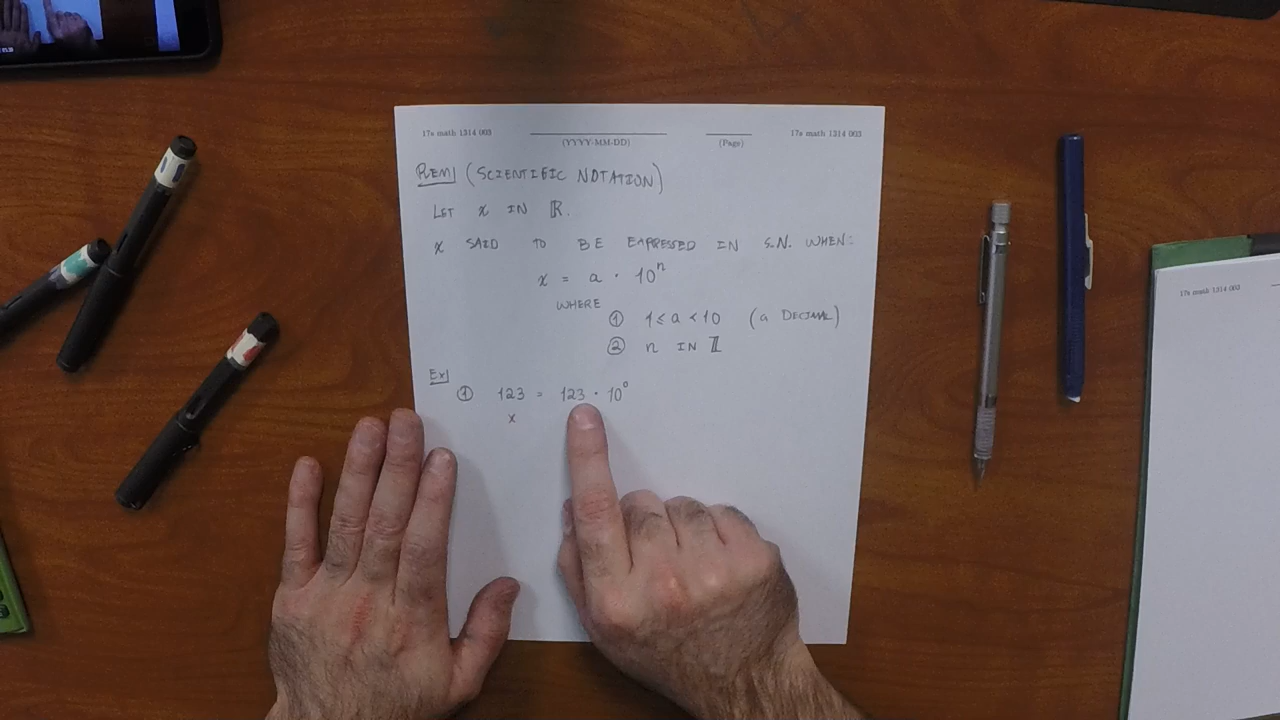 17s math 1314 003 (YYYY-MM-DD) (Page) 17s math 1314 003
REM (SCIENTIFIC NOTATION)
LET x IN ℝ.
x SAID TO BE EXPRESSED IN S.N. WHEN:
x = a · 10ⁿ
WHERE
① 1 ≤ a < 10 (a DECIMAL)
② n IN ℤ
EX
① 123 = 123 · 10⁰
x
17s math 1314 003